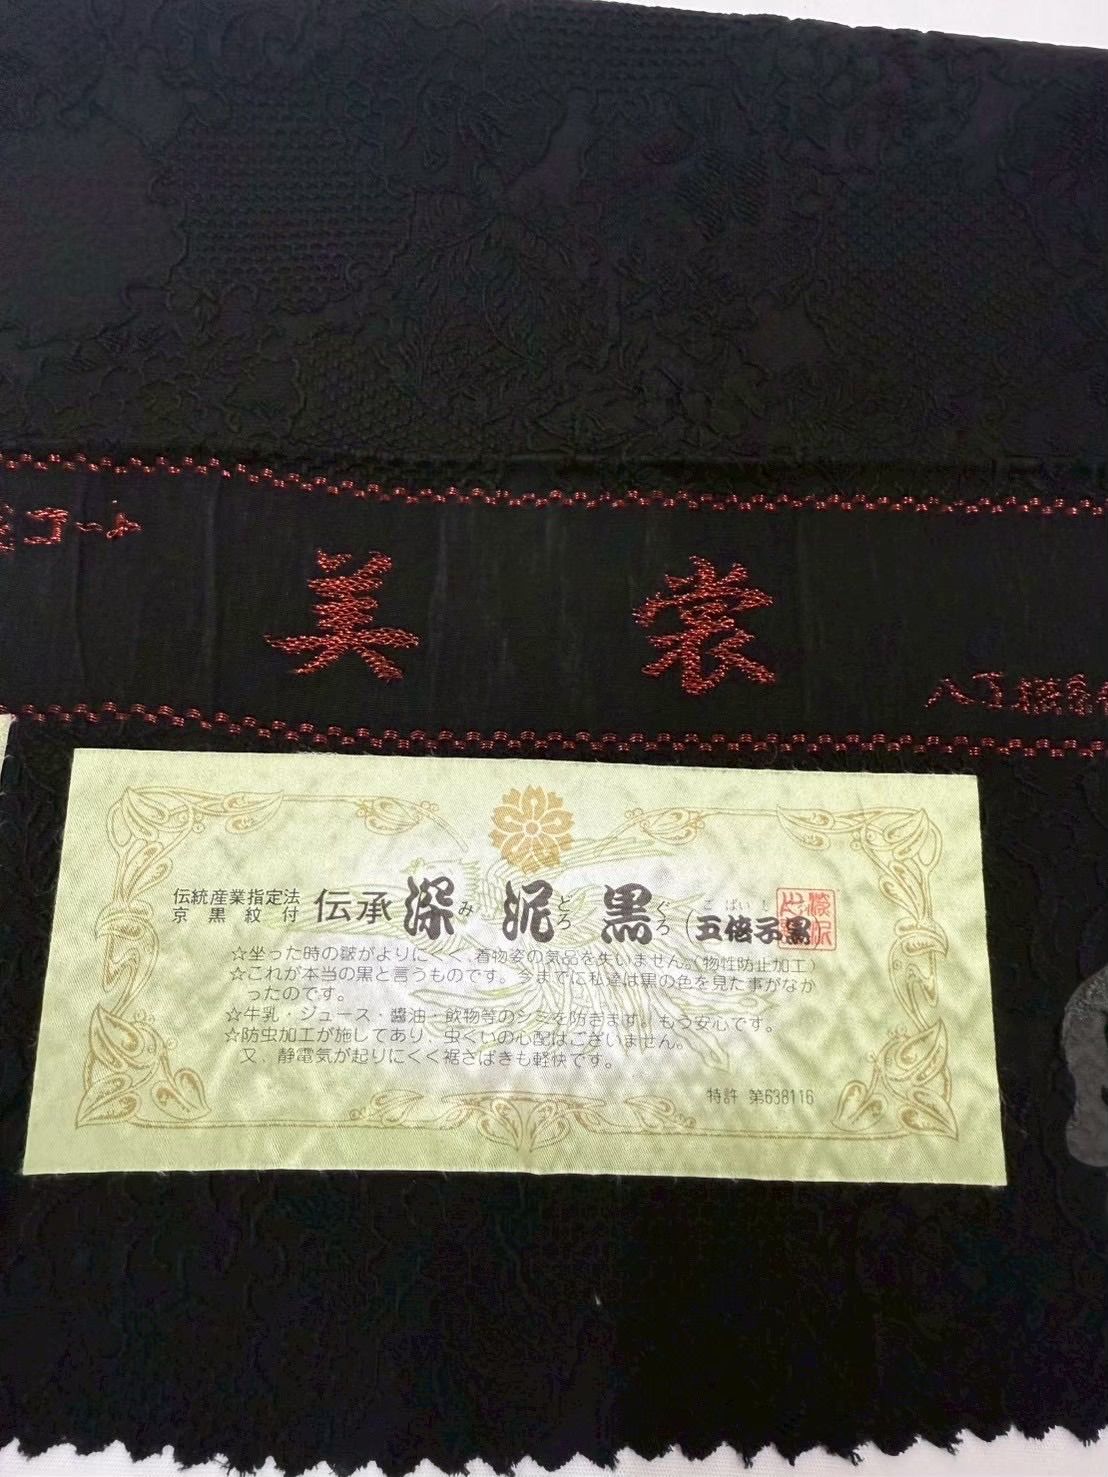 コート
美裳
八丁
伝統産業指定法
京黒紋付
伝承 深泥黒(五倍子黒
み どろ ぐろ
☆坐った時の皺がよりにくく、着物姿の気品を失いません。(物性防止加工)
☆これが本当の黒と言うものです。今までに私達は黒の色を見た事がなか
ったのです。
☆牛乳・ジュース・醤油・飲物等のシミを防ぎます。もう安心です。
☆防虫加工が施してあり、虫くいの心配はございません。
又、静電気が起りにくく裾さばきも軽快です。
特許 第638116